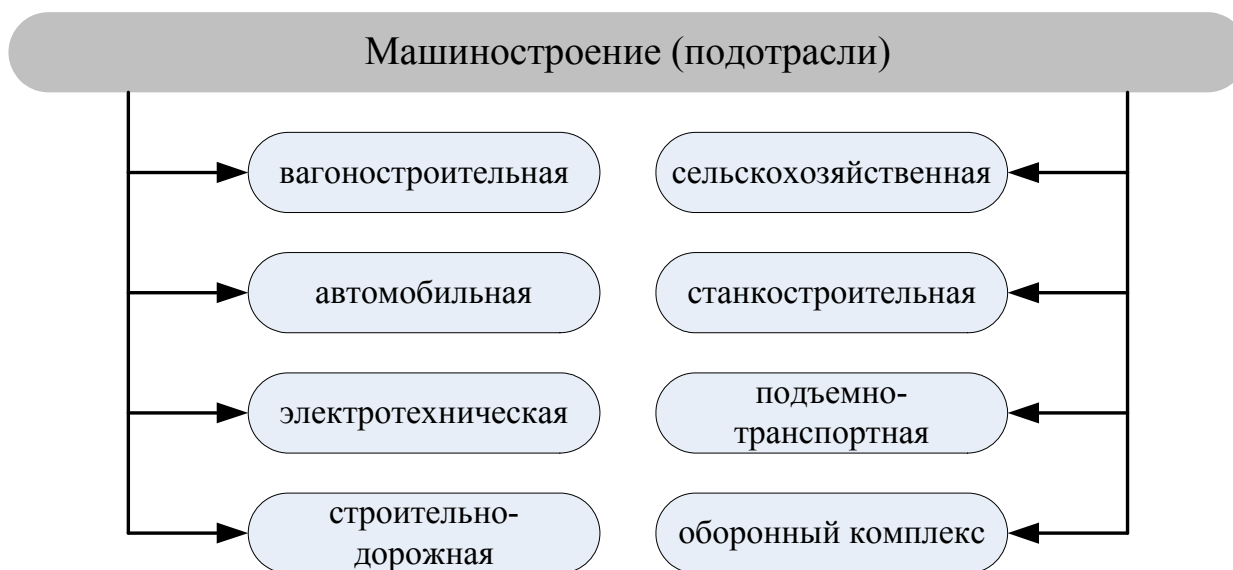 Машиностроение (подотрасли)
вагоностроительная
сельскохозяйственная
автомобильная
станкостроительная
электротехническая
подъемно-
транспортная
строительно-
дорожная
оборонный комплекс